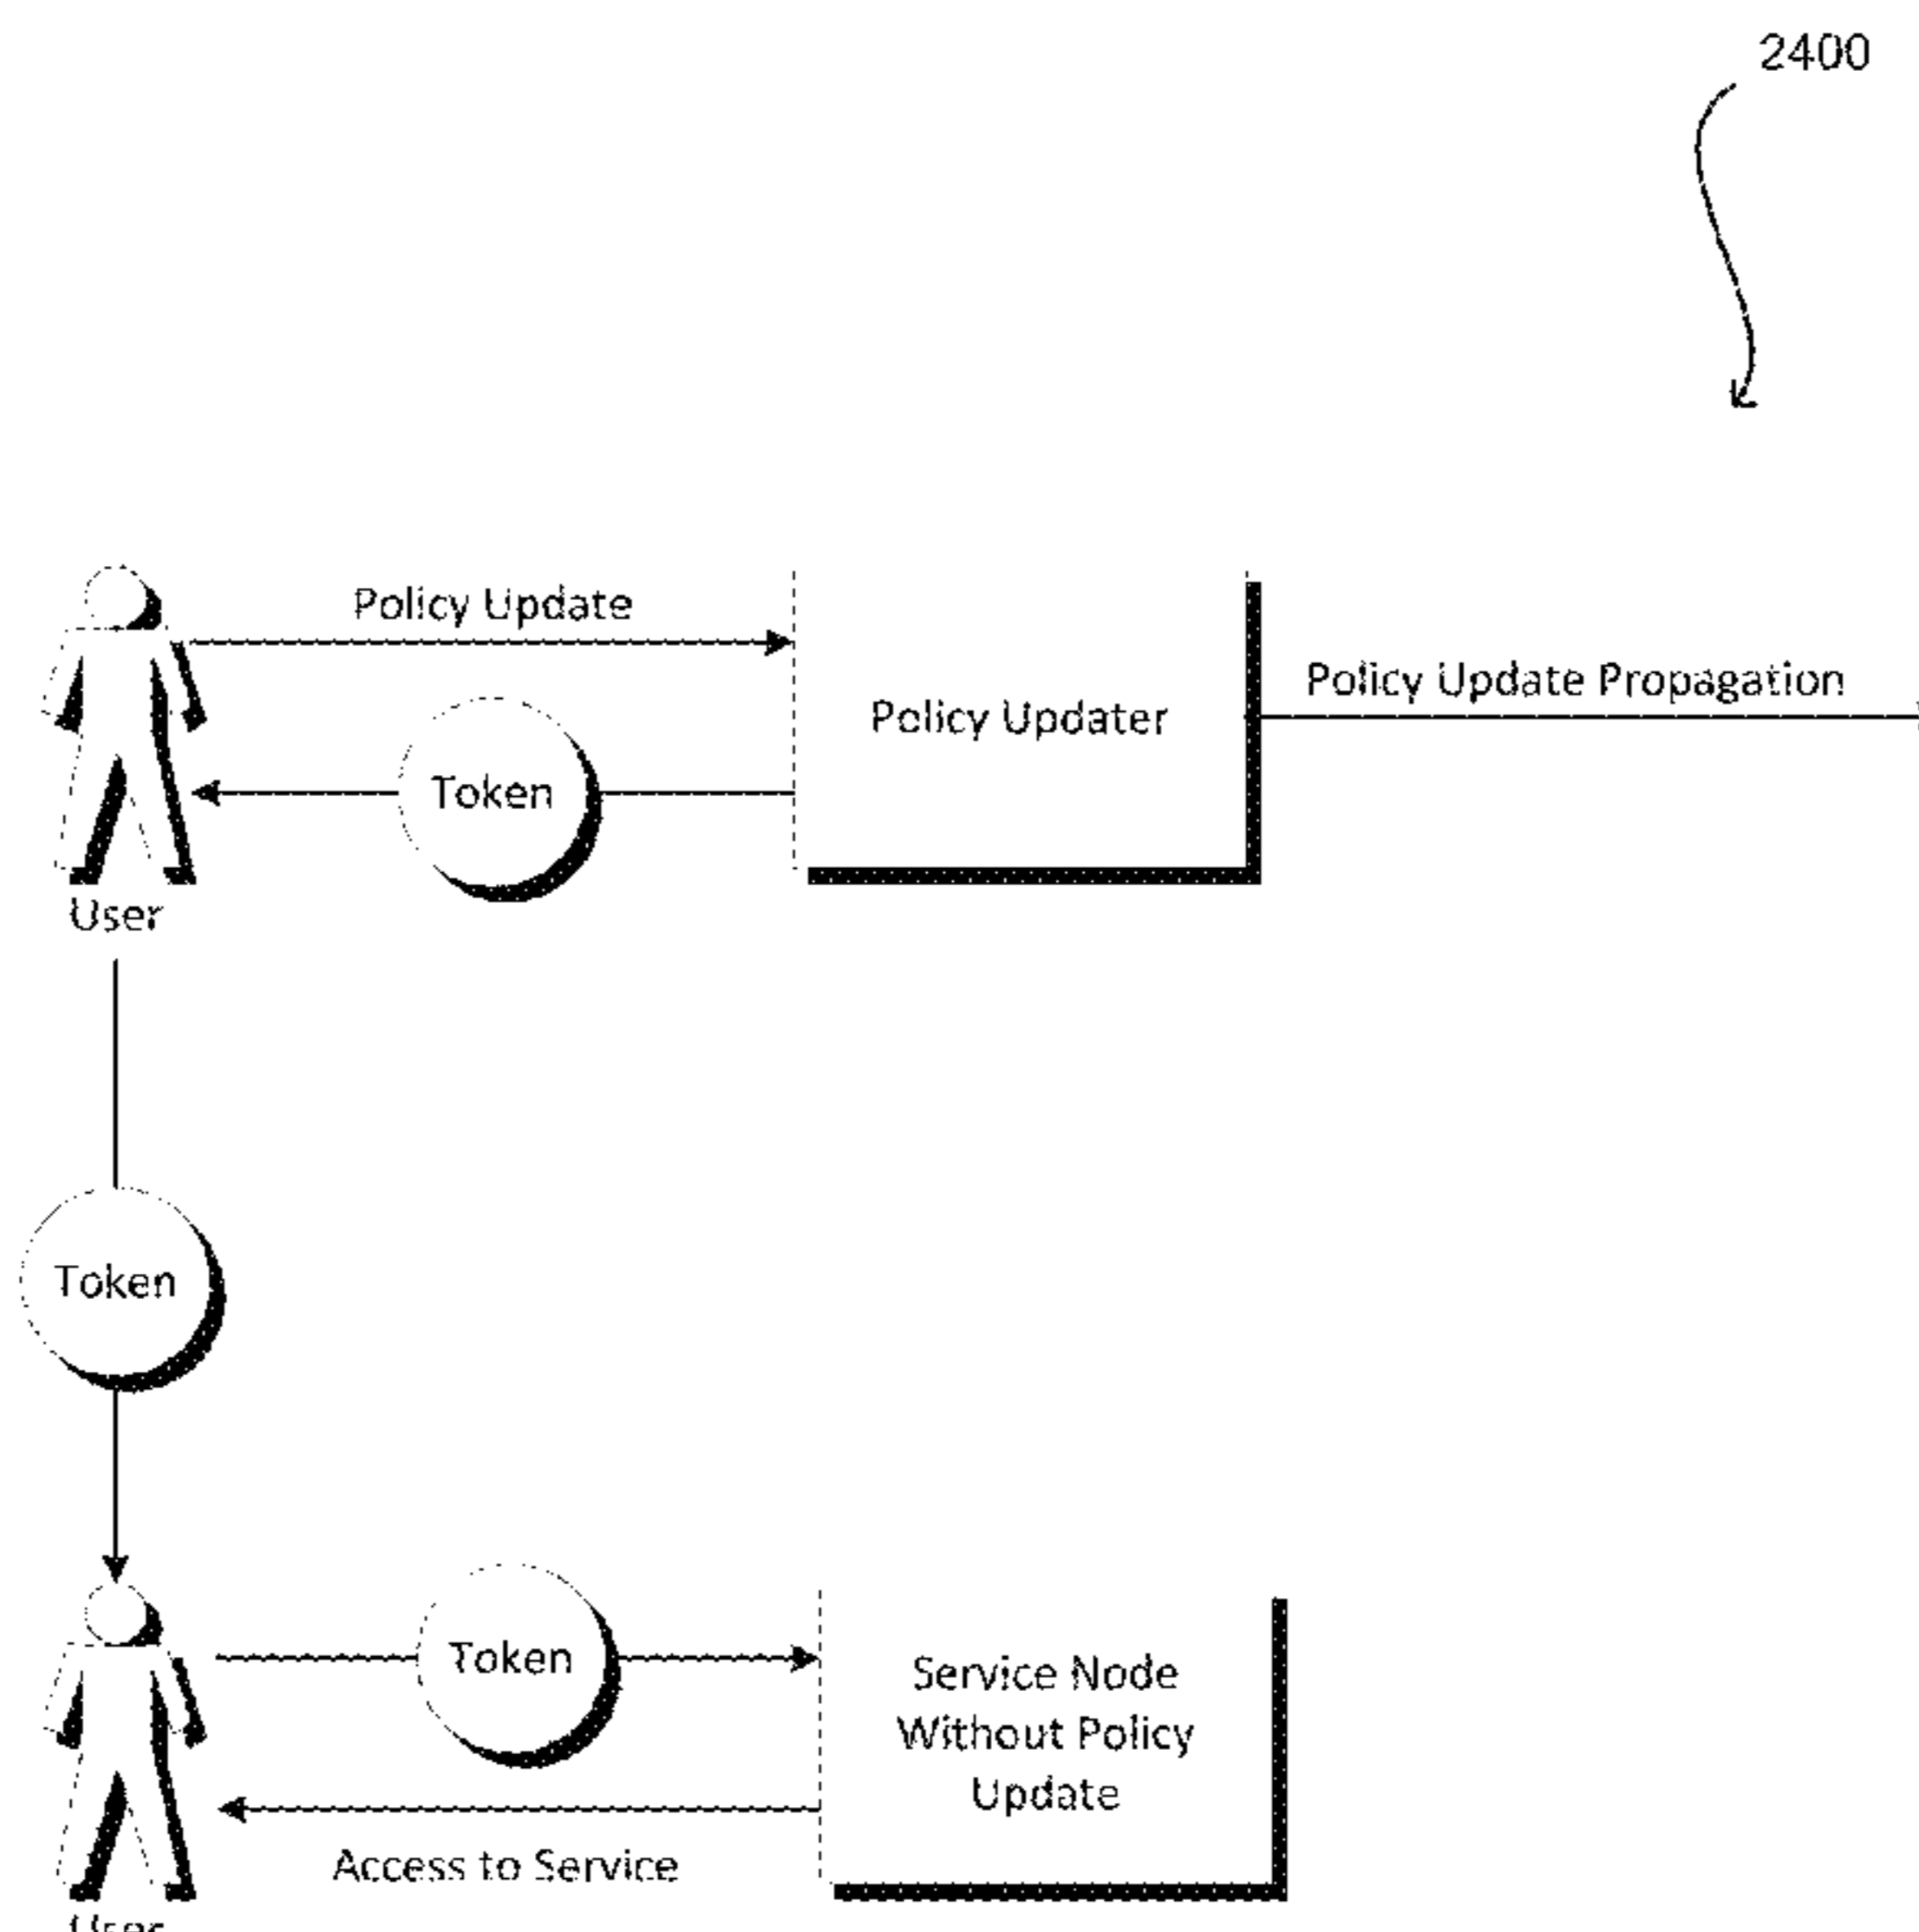 2400
Policy Update
Policy Updater
Policy Update Propagation
Token
User
Token
Token
Service Node
Without Policy
Update
Access to Service
User